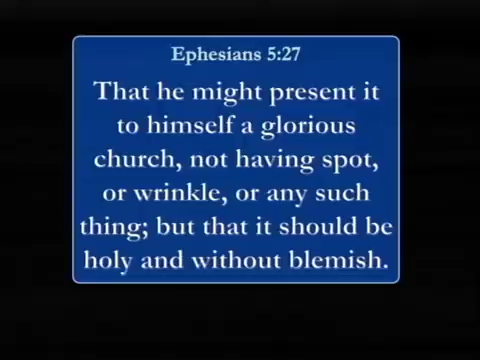 Ephesians 5:27
That he might present it
to himself a glorious
church, not having spot,
or wrinkle, or any such
thing; but that it should be
holy and without blemish.